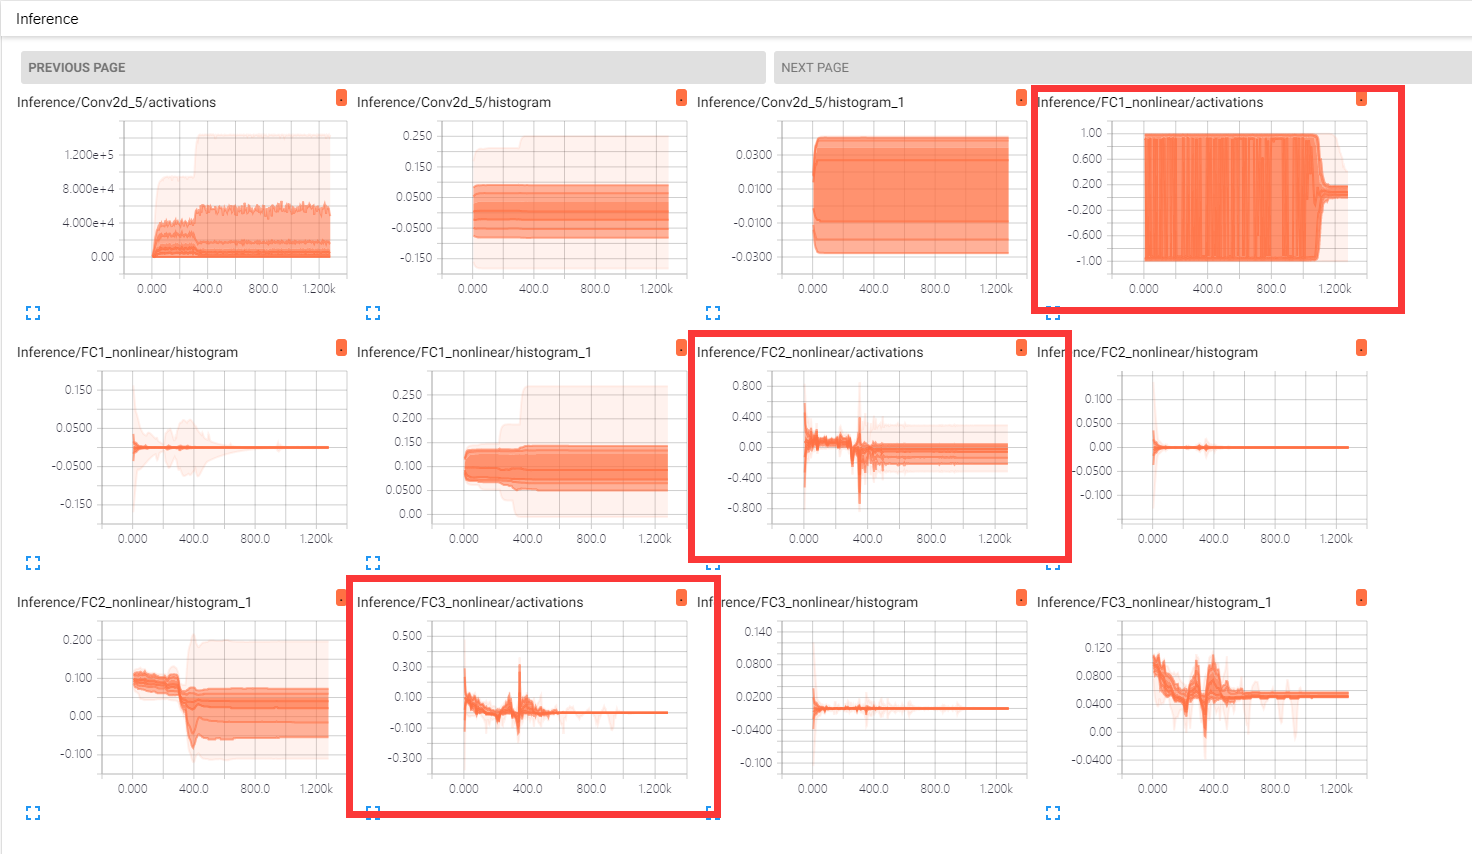 Inference
PREVIOUS PAGE
NEXT PAGE
Inference/Conv2d_5/activations
1.200e+5
8.000e+4
4.000e+4
0.00
0.000 400.0 800.0 1.200k
Inference/Conv2d_5/histogram
0.250
0.150
0.0500
-0.0500
-0.150
0.000 400.0 800.0 1.200k
Inference/Conv2d_5/histogram_1
0.0300
0.0100
-0.0100
-0.0300
0.000 400.0 800.0 1.200k
Inference/FC1_nonlinear/activations
1.00
0.600
0.200
-0.200
-0.600
-1.00
0.000 400.0 800.0 1.200k
Inference/FC1_nonlinear/histogram
0.150
0.0500
-0.0500
-0.150
0.000 400.0 800.0 1.200k
Inference/FC1_nonlinear/histogram_1
0.250
0.200
0.150
0.100
0.0500
0.00
0.000 400.0 800.0 1.200k
Inference/FC2_nonlinear/activations
0.800
0.400
0.00
-0.400
-0.800
0.000 400.0 800.0 1.200k
Inference/FC2_nonlinear/histogram
0.100
0.00
-0.0500
-0.100
0.000 400.0 800.0 1.200k
Inference/FC2_nonlinear/histogram_1
0.200
0.100
0.00
-0.100
0.000 400.0 800.0 1.200k
Inference/FC3_nonlinear/activations
0.500
0.300
0.100
-0.100
-0.300
0.000 400.0 800.0 1.200k
Inference/FC3_nonlinear/histogram
0.140
0.0800
0.0200
-0.0400
-0.100
0.000 400.0 800.0 1.200k
Inference/FC3_nonlinear/histogram_1
0.120
0.0800
0.0400
0.00
-0.0400
0.000 400.0 800.0 1.200k